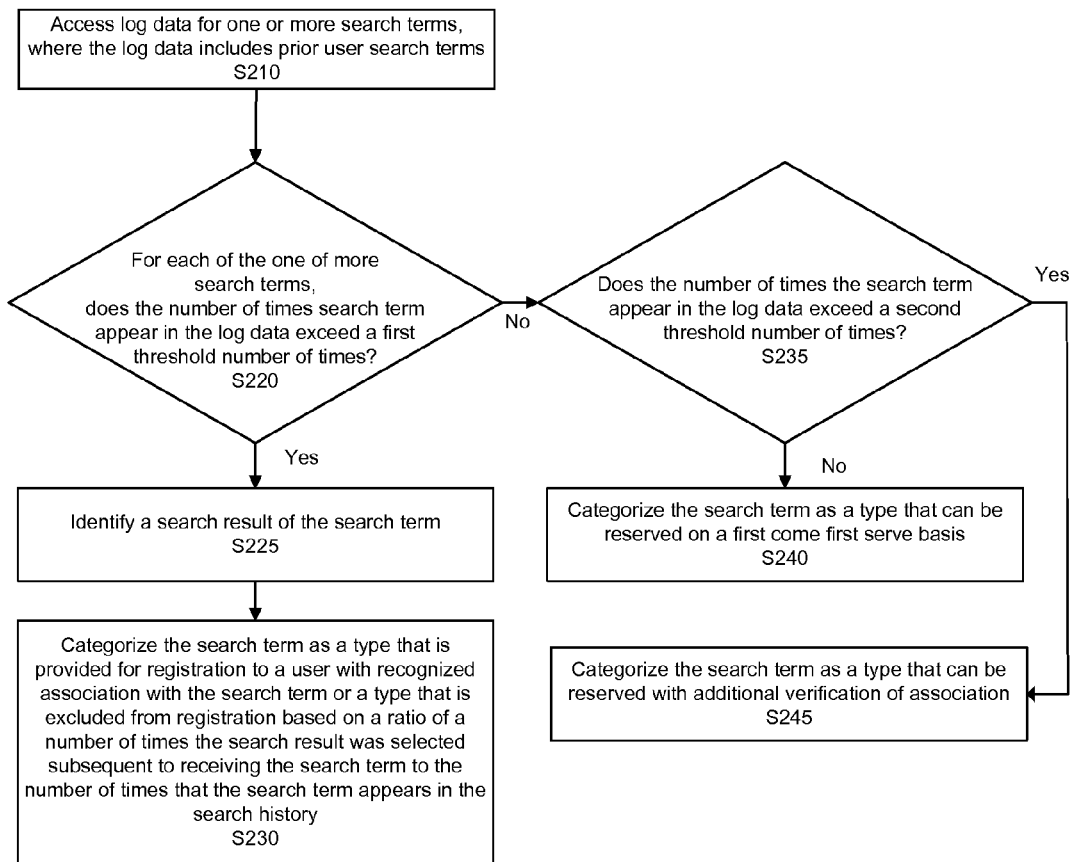 Access log data for one or more search terms,
where the log data includes prior user search terms
S210
For each of the one of more
search terms,
does the number of times search term
appear in the log data exceed a first
threshold number of times?
S220
No
Does the number of times the search term
appear in the log data exceed a second
threshold number of times?
S235
Yes
Yes
No
Identify a search result of the search term
S225
Categorize the search term as a type that can be
reserved on a first come first serve basis
S240
Categorize the search term as a type that is
provided for registration to a user with recognized
association with the search term or a type that is
excluded from registration based on a ratio of a
number of times the search result was selected
subsequent to receiving the search term to the
number of times that the search term appears in the
search history
S230
Categorize the search term as a type that can be
reserved with additional verification of association
S245